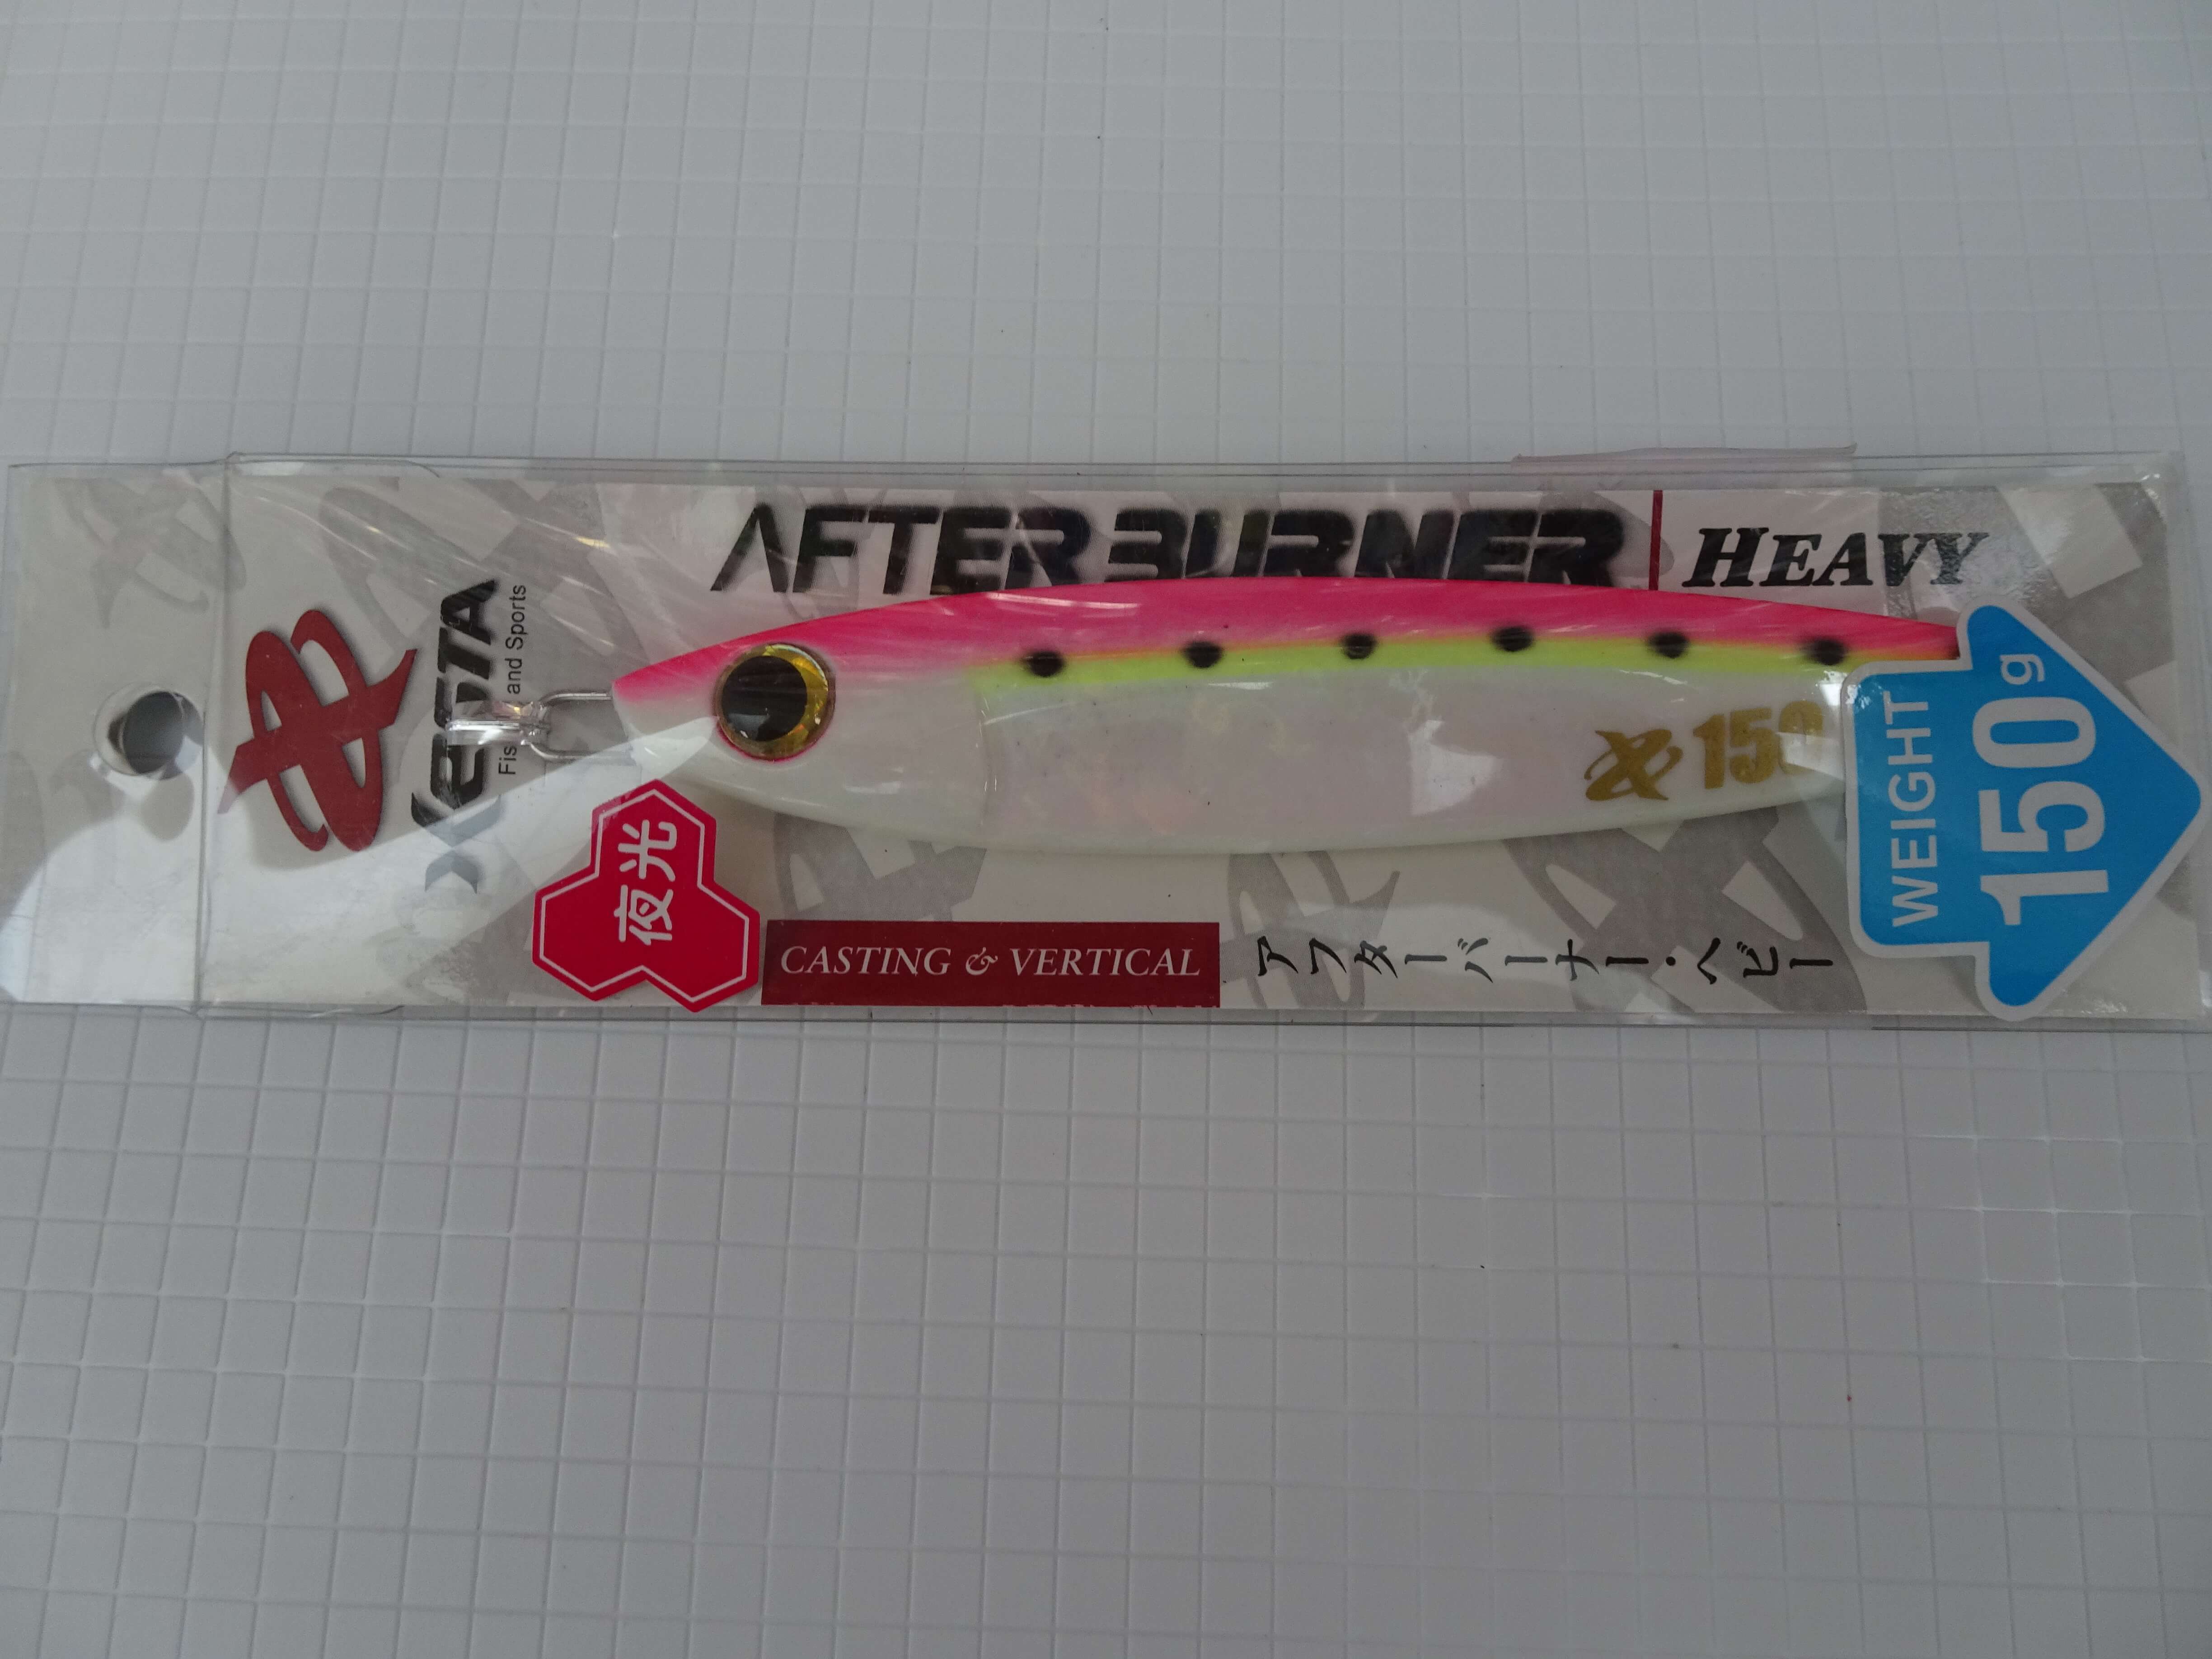 AFTER BURNER
HEAVY
XESTA
and Sports
夜光
CASTING & VERTICAL
アフターバーナー・ヘビー
150
WEIGHT
150g